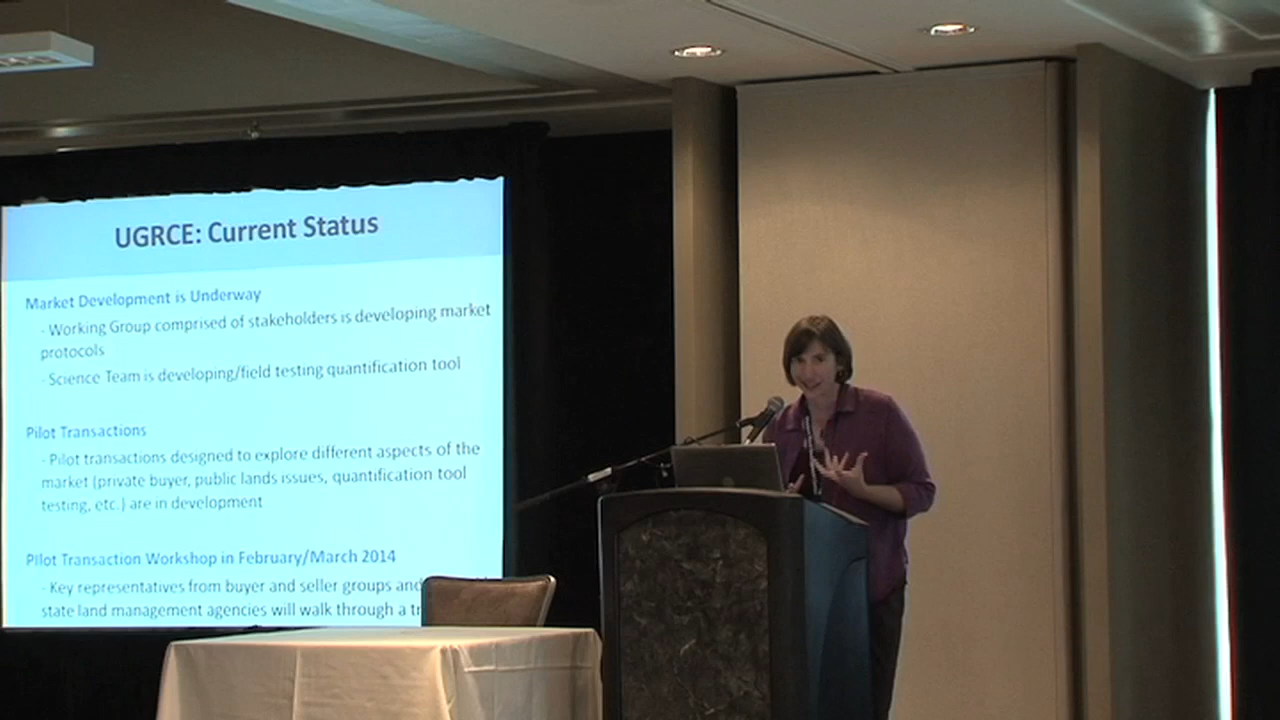 UGRCE: Current Status
Market Development is Underway
- Working Group comprised of stakeholders is developing market
protocols
- Science Team is developing/field testing quantification tool
Pilot Transactions
- Pilot transactions designed to explore different aspects of the
market (private buyer, public lands issues, quantification tool
testing, etc.) are in development
PIlot Transaction Workshop in February/March 2014
- Key representatives from buyer and seller groups and
state land management agencies will walk through a